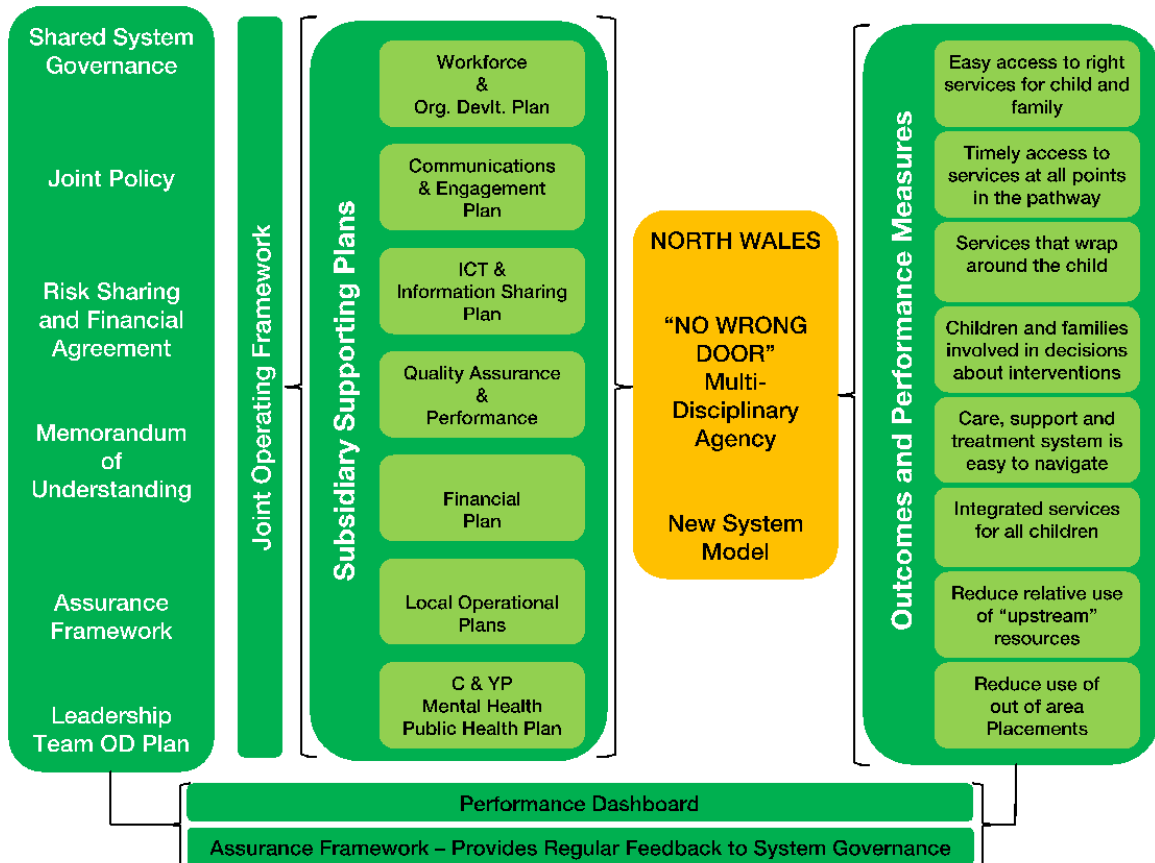 Shared System
Governance
Joint Policy
Risk Sharing
and Financial
Agreement
Memorandum
of
Understanding
Assurance
Framework
Leadership
Team OD Plan
Joint Operating Framework
Subsidiary Supporting Plans
Workforce
&
Org. Devlt. Plan
Communications
& Engagement
Plan
ICT &
Information Sharing
Plan
Quality Assurance
&
Performance
Financial
Plan
Local Operational
Plans
C & YP
Mental Health
Public Health Plan
NORTH WALES
“NO WRONG
DOOR”
Multi-
Disciplinary
Agency
New System
Model
Outcomes and Performance Measures
Easy access to right
services for child and
family
Timely access to
services at all points
in the pathway
Services that wrap
around the child
Children and families
involved in decisions
about interventions
Care, support and
treatment system is
easy to navigate
Integrated services
for all children
Reduce relative use
of “upstream”
resources
Reduce use of
out of area
Placements
Performance Dashboard
Assurance Framework – Provides Regular Feedback to System Governance